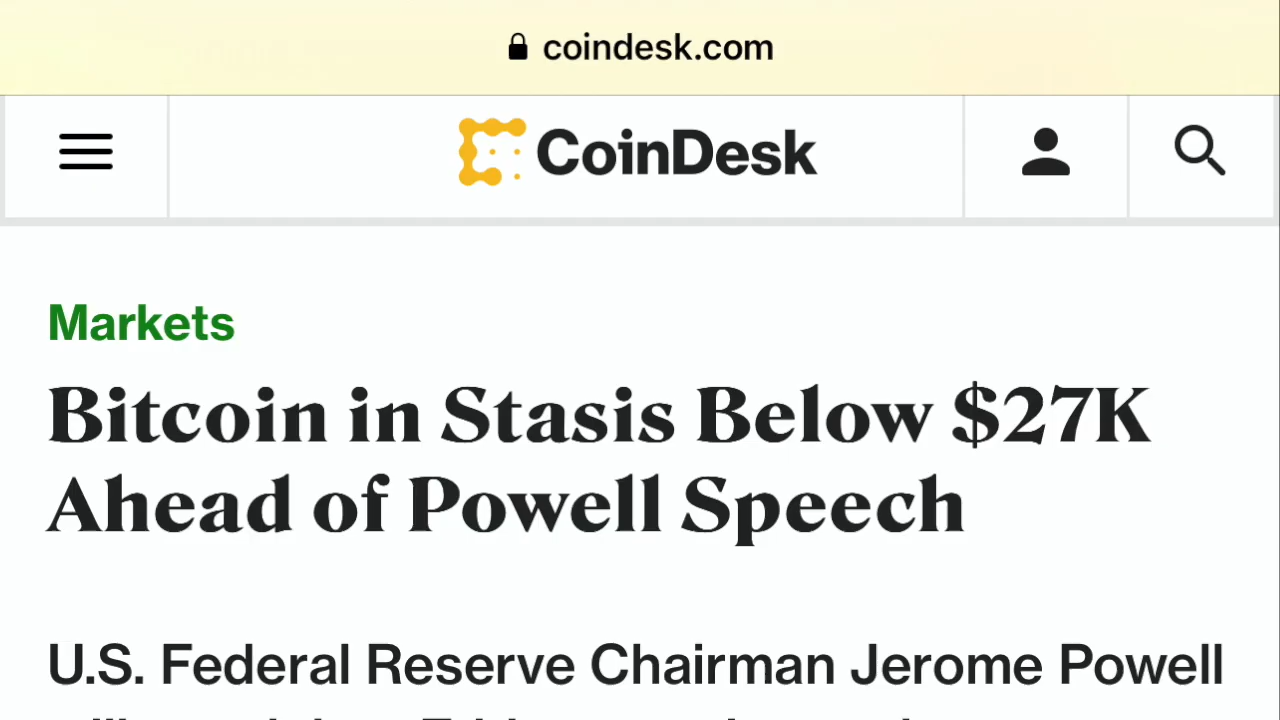 coindesk.com
CoinDesk
Markets
Bitcoin in Stasis Below $27K
Ahead of Powell Speech
U.S. Federal Reserve Chairman Jerome Powell